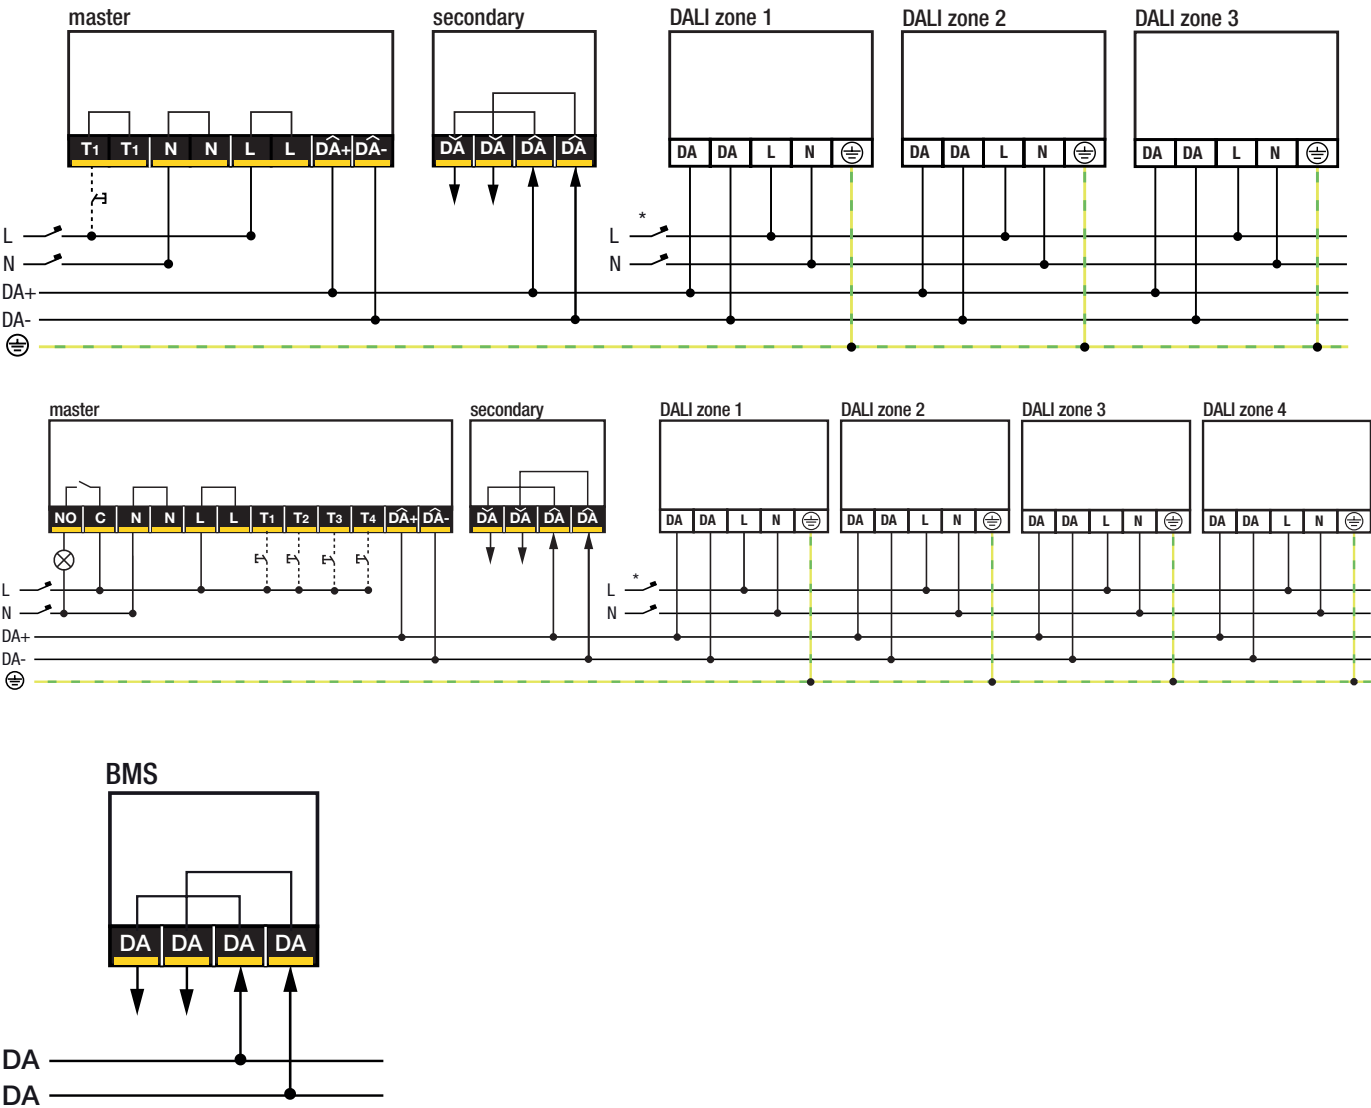 master secondary DALI zone 1 DALI zone 2 DALI zone 3
T1 T1 N N L L DA+ DA- DA DA DA DA DA DA L N DA DA L N DA DA L N
*
L L
N N
DA+
DA-
master secondary DALI zone 1 DALI zone 2 DALI zone 3 DALI zone 4
NO C N N L L T1 T2 T3 T4 DA+ DA- DA DA DA DA DA DA L N DA DA L N DA DA L N DA DA L N
*
L L
N N
DA+
DA-
BMS
DA DA DA DA
DA
DA